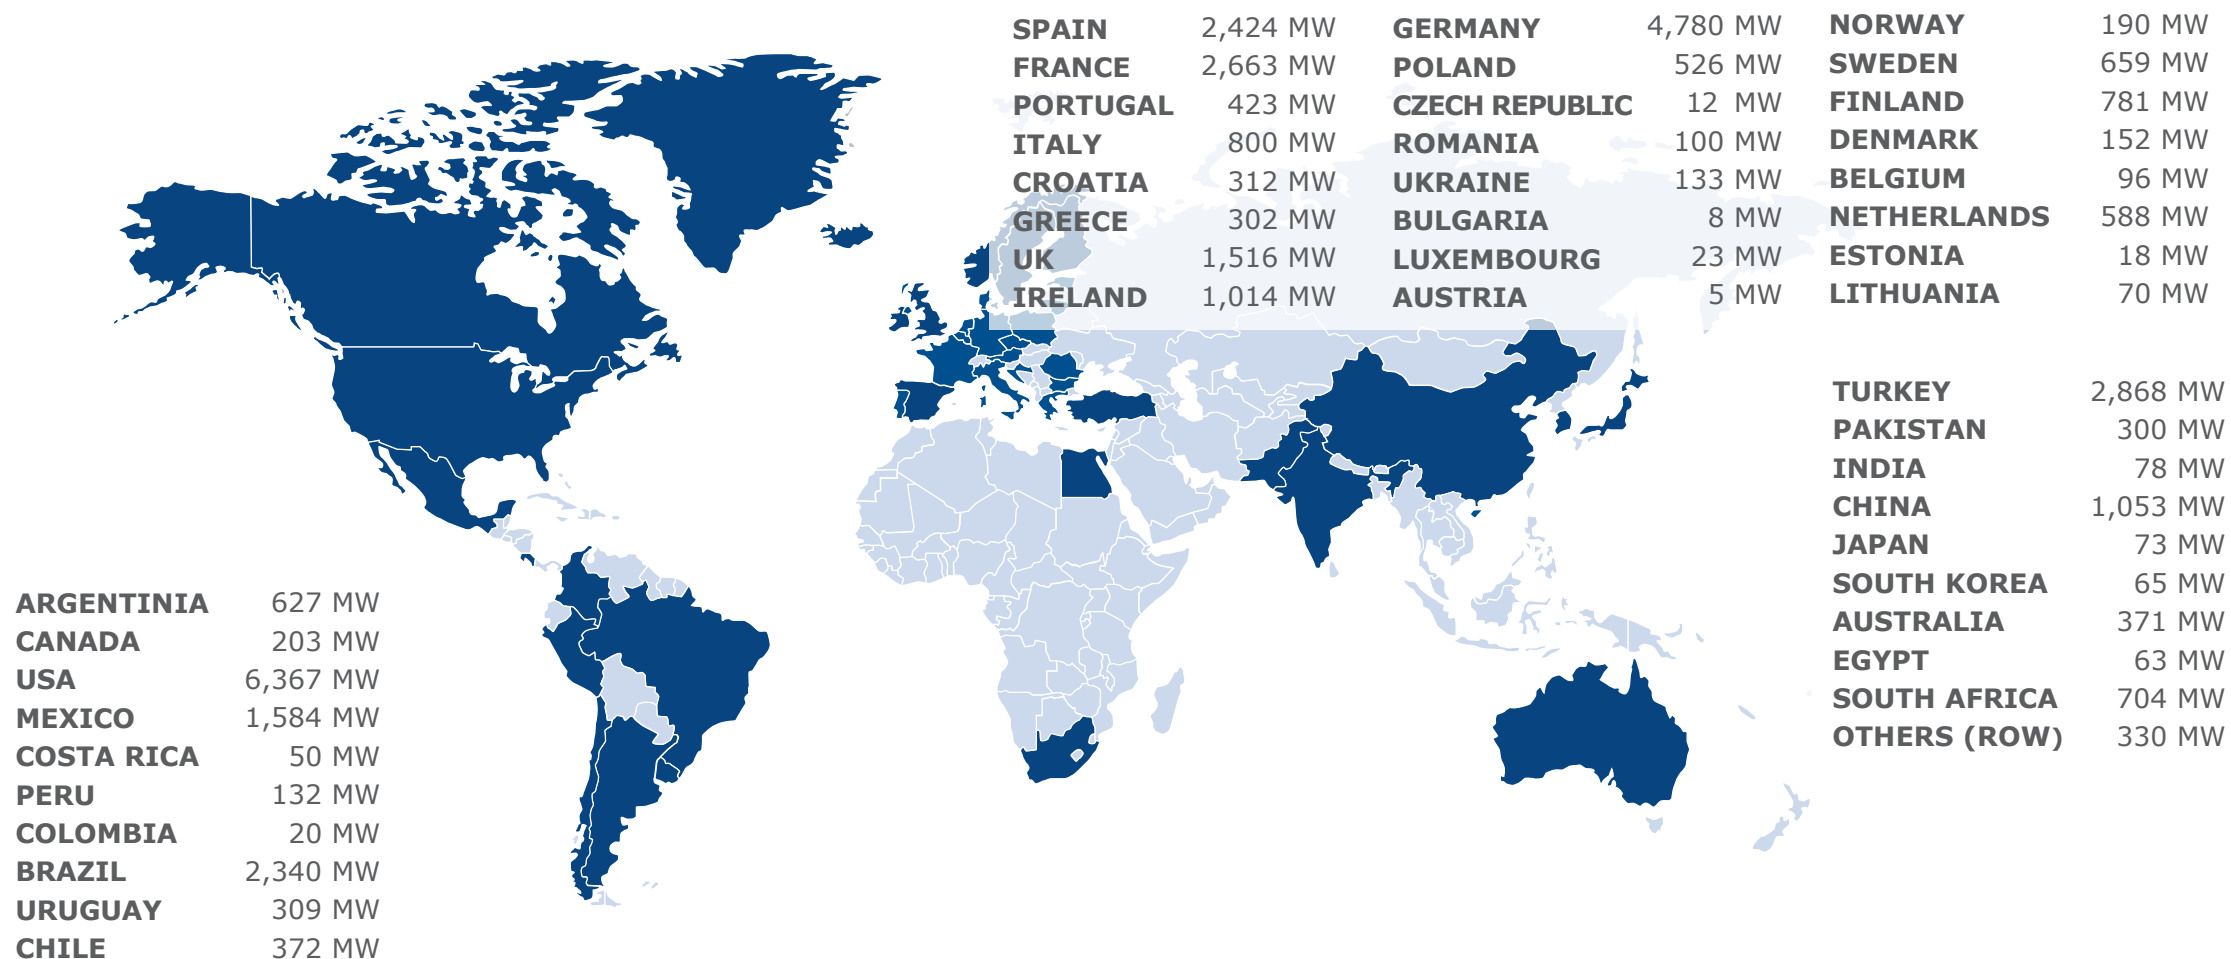 SPAIN 2,424 MW
FRANCE 2,663 MW
PORTUGAL 423 MW
ITALY 800 MW
CROATIA 312 MW
GREECE 302 MW
UK 1,516 MW
IRELAND 1,014 MW
GERMANY 4,780 MW
POLAND 526 MW
CZECH REPUBLIC 12 MW
ROMANIA 100 MW
UKRAINE 133 MW
BULGARIA 8 MW
LUXEMBOURG 23 MW
AUSTRIA 5 MW
NORWAY 190 MW
SWEDEN 659 MW
FINLAND 781 MW
DENMARK 152 MW
BELGIUM 96 MW
NETHERLANDS 588 MW
ESTONIA 18 MW
LITHUANIA 70 MW
TURKEY 2,868 MW
PAKISTAN 300 MW
INDIA 78 MW
CHINA 1,053 MW
JAPAN 73 MW
SOUTH KOREA 65 MW
AUSTRALIA 371 MW
EGYPT 63 MW
SOUTH AFRICA 704 MW
OTHERS (ROW) 330 MW
ARGENTINIA 627 MW
CANADA 203 MW
USA 6,367 MW
MEXICO 1,584 MW
COSTA RICA 50 MW
PERU 132 MW
COLOMBIA 20 MW
BRAZIL 2,340 MW
URUGUAY 309 MW
CHILE 372 MW